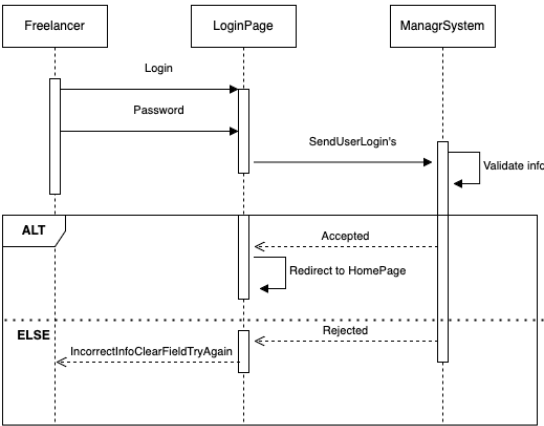 Freelancer
LoginPage
ManagrSystem
Login
Password
SendUserLogin's
Validate info
ALT
Accepted
Redirect to HomePage
ELSE
Rejected
IncorrectInfoClearFieldTryAgain